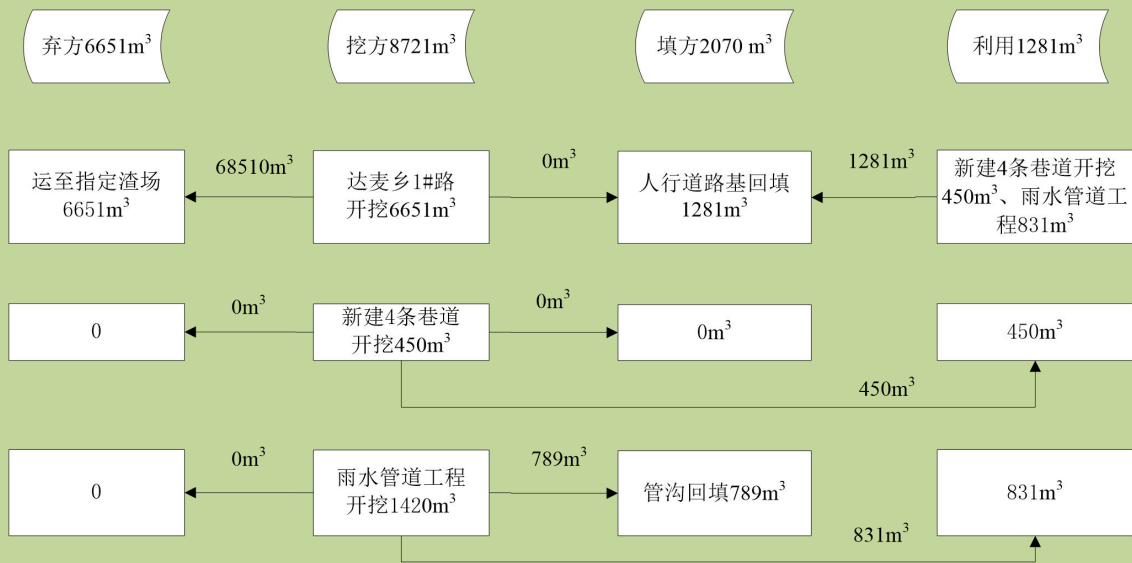 弃方6651m³
挖方8721m³
填方2070 m³
利用1281m³
运至指定渣场
6651m³
68510m³
达麦乡1#路
开挖6651m³
0m³
人行道路基回填
1281m³
1281m³
新建4条巷道开挖
450m³、雨水管道工
程831m³
0
0m³
新建4条巷道
开挖450m³
0m³
0m³
450m³
450m³
0
0m³
雨水管道工程
开挖1420m³
789m³
管沟回填789m³
831m³
831m³